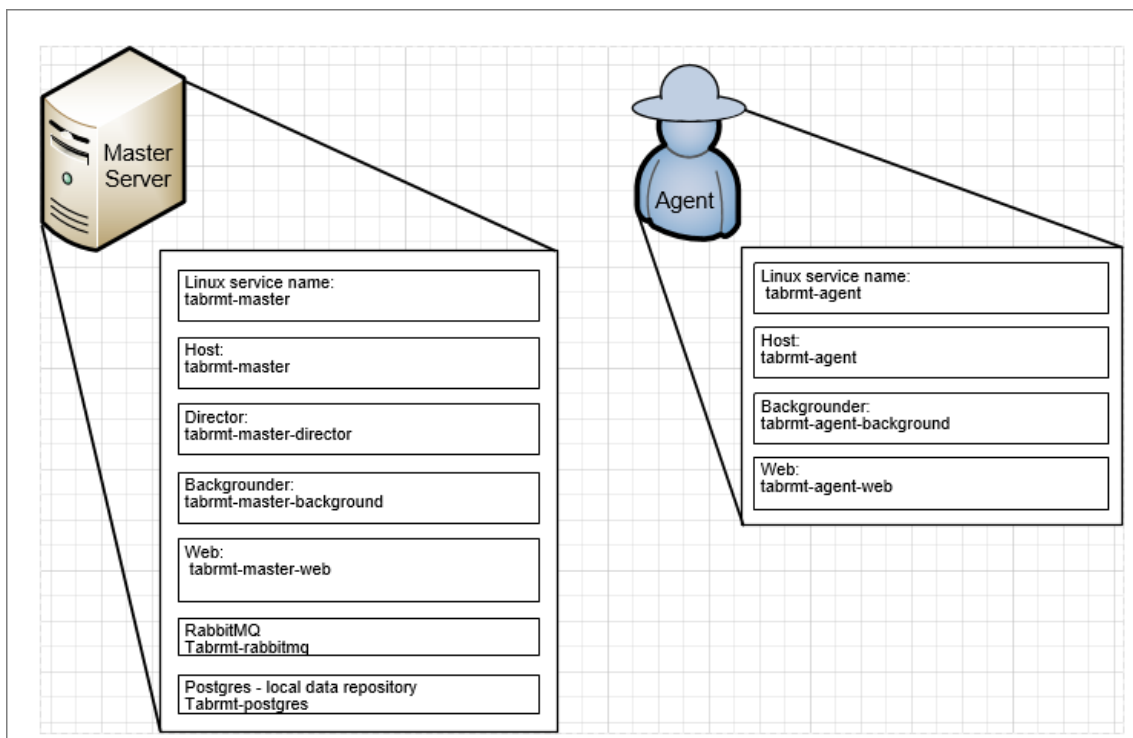 Master
Server
Linux service name:
tabrmt-master
Host:
tabrmt-master
Director:
tabrmt-master-director
Backgrounder:
tabrmt-master-background
Web:
tabrmt-master-web
RabbitMQ
Tabrmt-rabbitmq
Postgres - local data repository
Tabrmt-postgres
Agent
Linux service name:
tabrmt-agent
Host:
tabrmt-agent
Backgrounder:
tabrmt-agent-background
Web:
tabrmt-agent-web